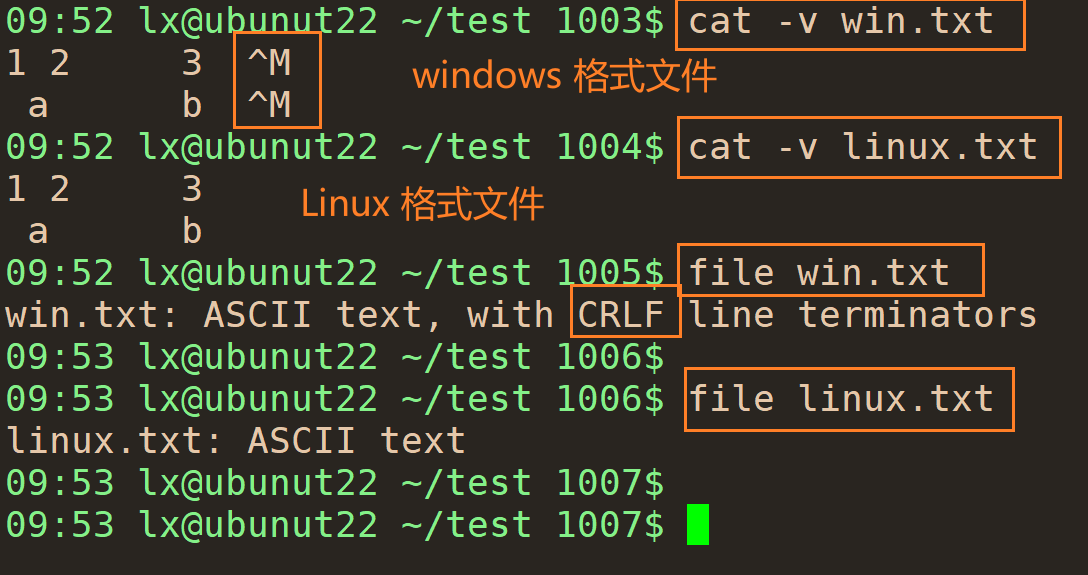 09:52 lx@ubunut22 ~/test 1003$ cat -v win.txt
1 2     3  ^M
windows 格式文件
 a      b  ^M
09:52 lx@ubunut22 ~/test 1004$ cat -v linux.txt
1 2     3
Linux 格式文件
 a      b
09:52 lx@ubunut22 ~/test 1005$ file win.txt
win.txt: ASCII text, with CRLF line terminators
09:53 lx@ubunut22 ~/test 1006$
09:53 lx@ubunut22 ~/test 1006$ file linux.txt
linux.txt: ASCII text
09:53 lx@ubunut22 ~/test 1007$
09:53 lx@ubunut22 ~/test 1007$